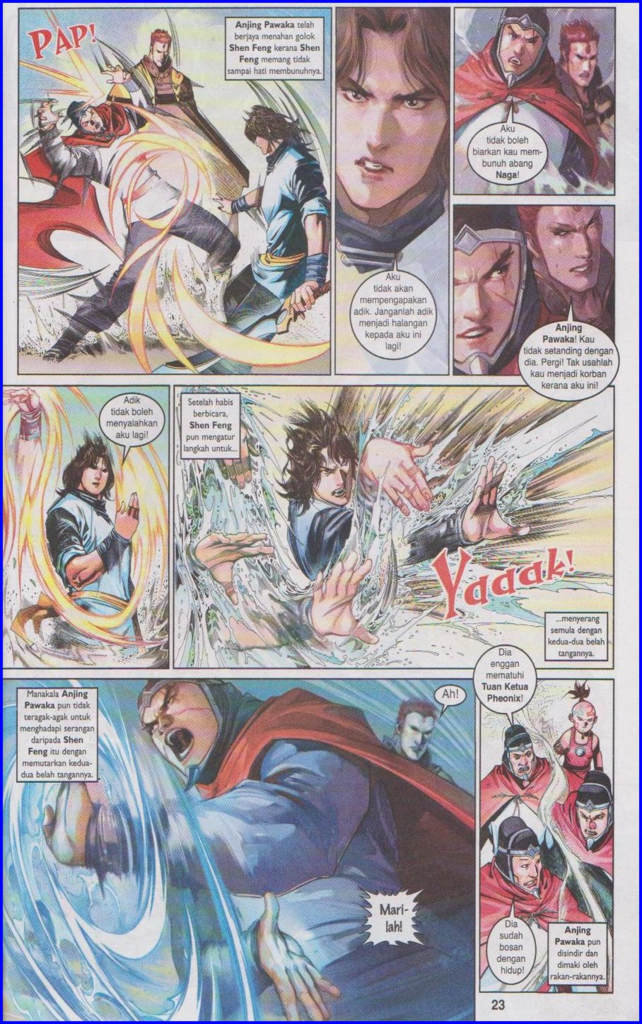 PAP!
Anjing Pawaka telah
berjaya menahan golok
Shen Feng kerana Shen
Feng memang tidak
sampai hati membunuhnya.
Aku
tidak akan
mempengapakan
adik. Janganlah adik
menjadi halangan
kepada aku ini
lagi!
Aku
tidak boleh
biarkan kau mem-
bunuh abang
Naga!
Anjing
Pawaka! Kau
tidak setanding dengan
dia. Pergi! Tak usahlah
kau menjadi korban
kerana aku ini!
Adik
tidak boleh
menyalahkan
aku lagi!
Setelah habis
berbicara,
Shen Feng
pun mengatur
langkah untuk...
Yaaaak!
...menyerang
semula dengan
kedua-dua belah
tangannya.
Manakala Anjing
Pawaka pun tidak
teragak-agak untuk
menghadapi serangan
daripada Shen
Feng itu dengan
memutarkan kedua-
dua belah tangannya.
Ah!
Mari-
lah!
Dia
enggan
mematuhi
Tuan Ketua
Pheonix!
Dia
sudah
bosan
dengan
hidup!
Anjing
Pawaka pun
disindir dan
dimaki oleh
rakan-rakannya.
23